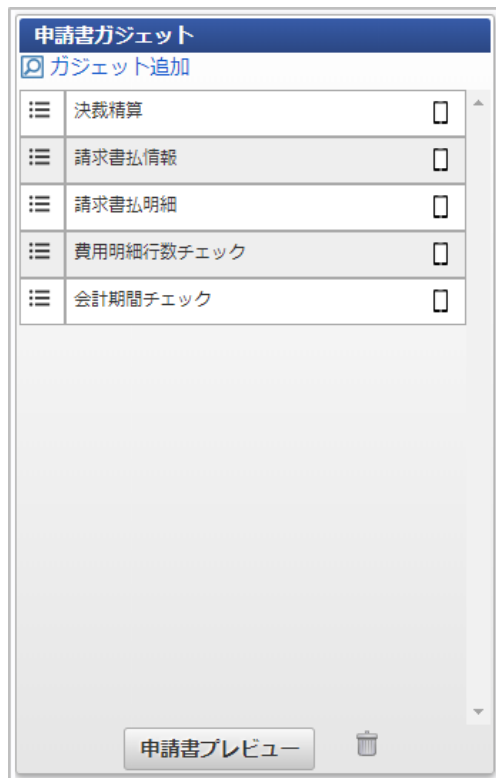 申請書ガジェット
ガジェット追加
決裁精算
請求書払情報
請求書払明細
費用明細行数チェック
会計期間チェック
申請書プレビュー